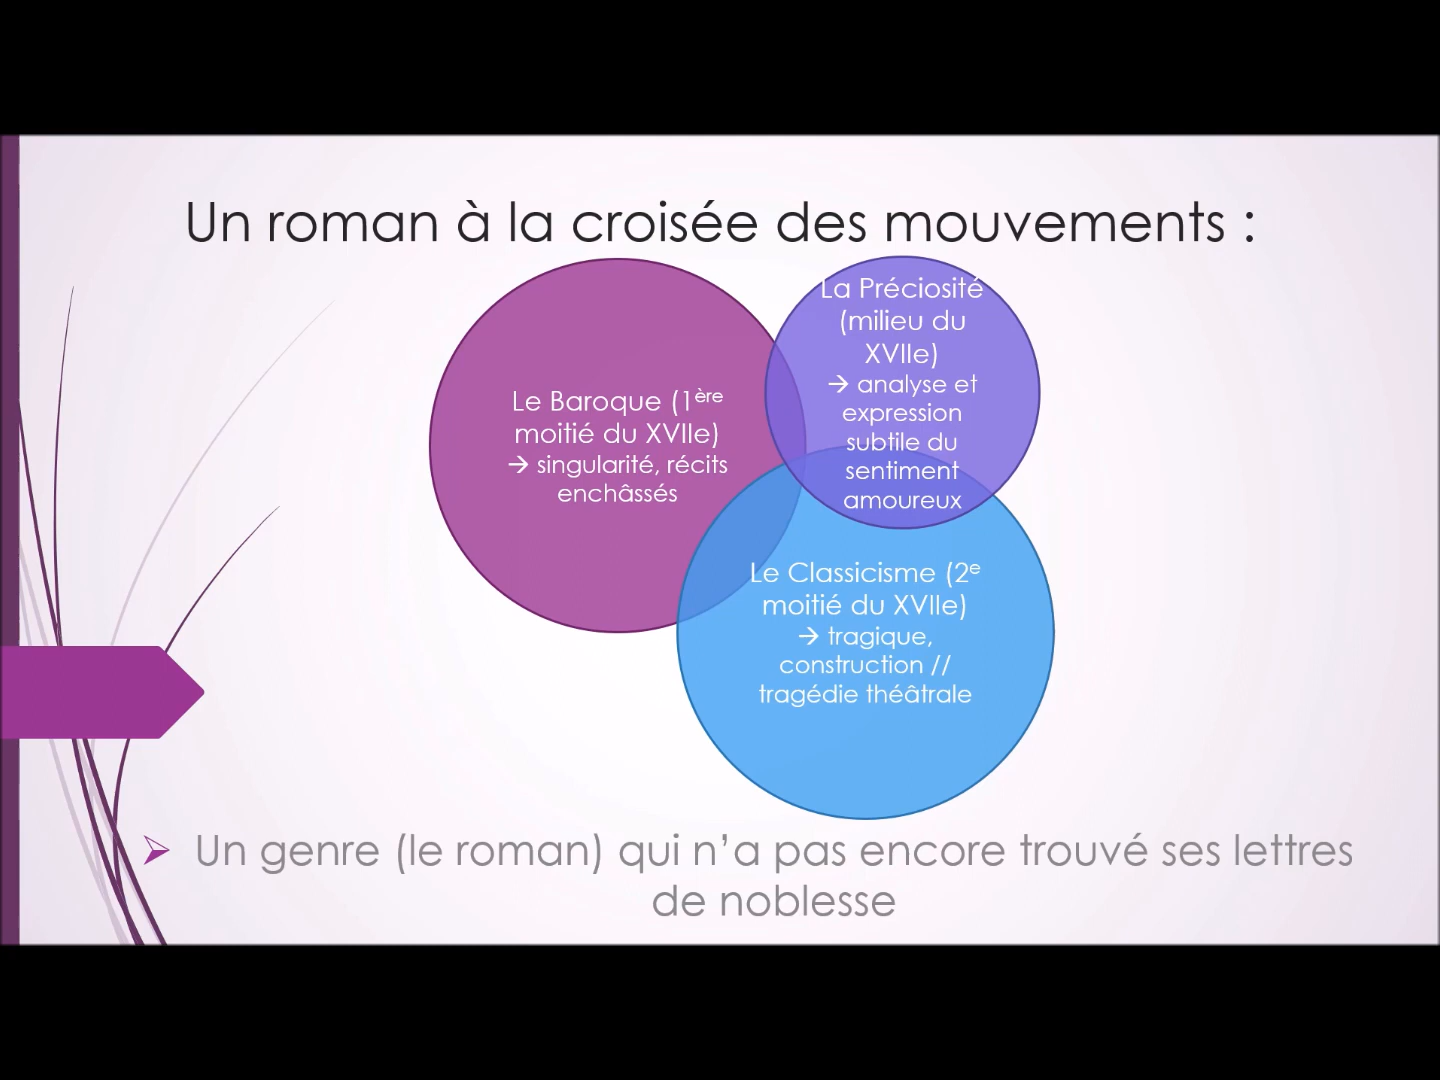 Un roman à la croisée des mouvements :
Le Baroque (1ère
moitié du XVIIe)
→ singularité, récits
enchâssés
La Préciosité
(milieu du
XVIIe)
→ analyse et
expression
subtile du
sentiment
amoureux
Le Classicisme (2e
moitié du XVIIe)
→ tragique,
construction //
tragédie théâtrale
Un genre (le roman) qui n’a pas encore trouvé ses lettres
de noblesse